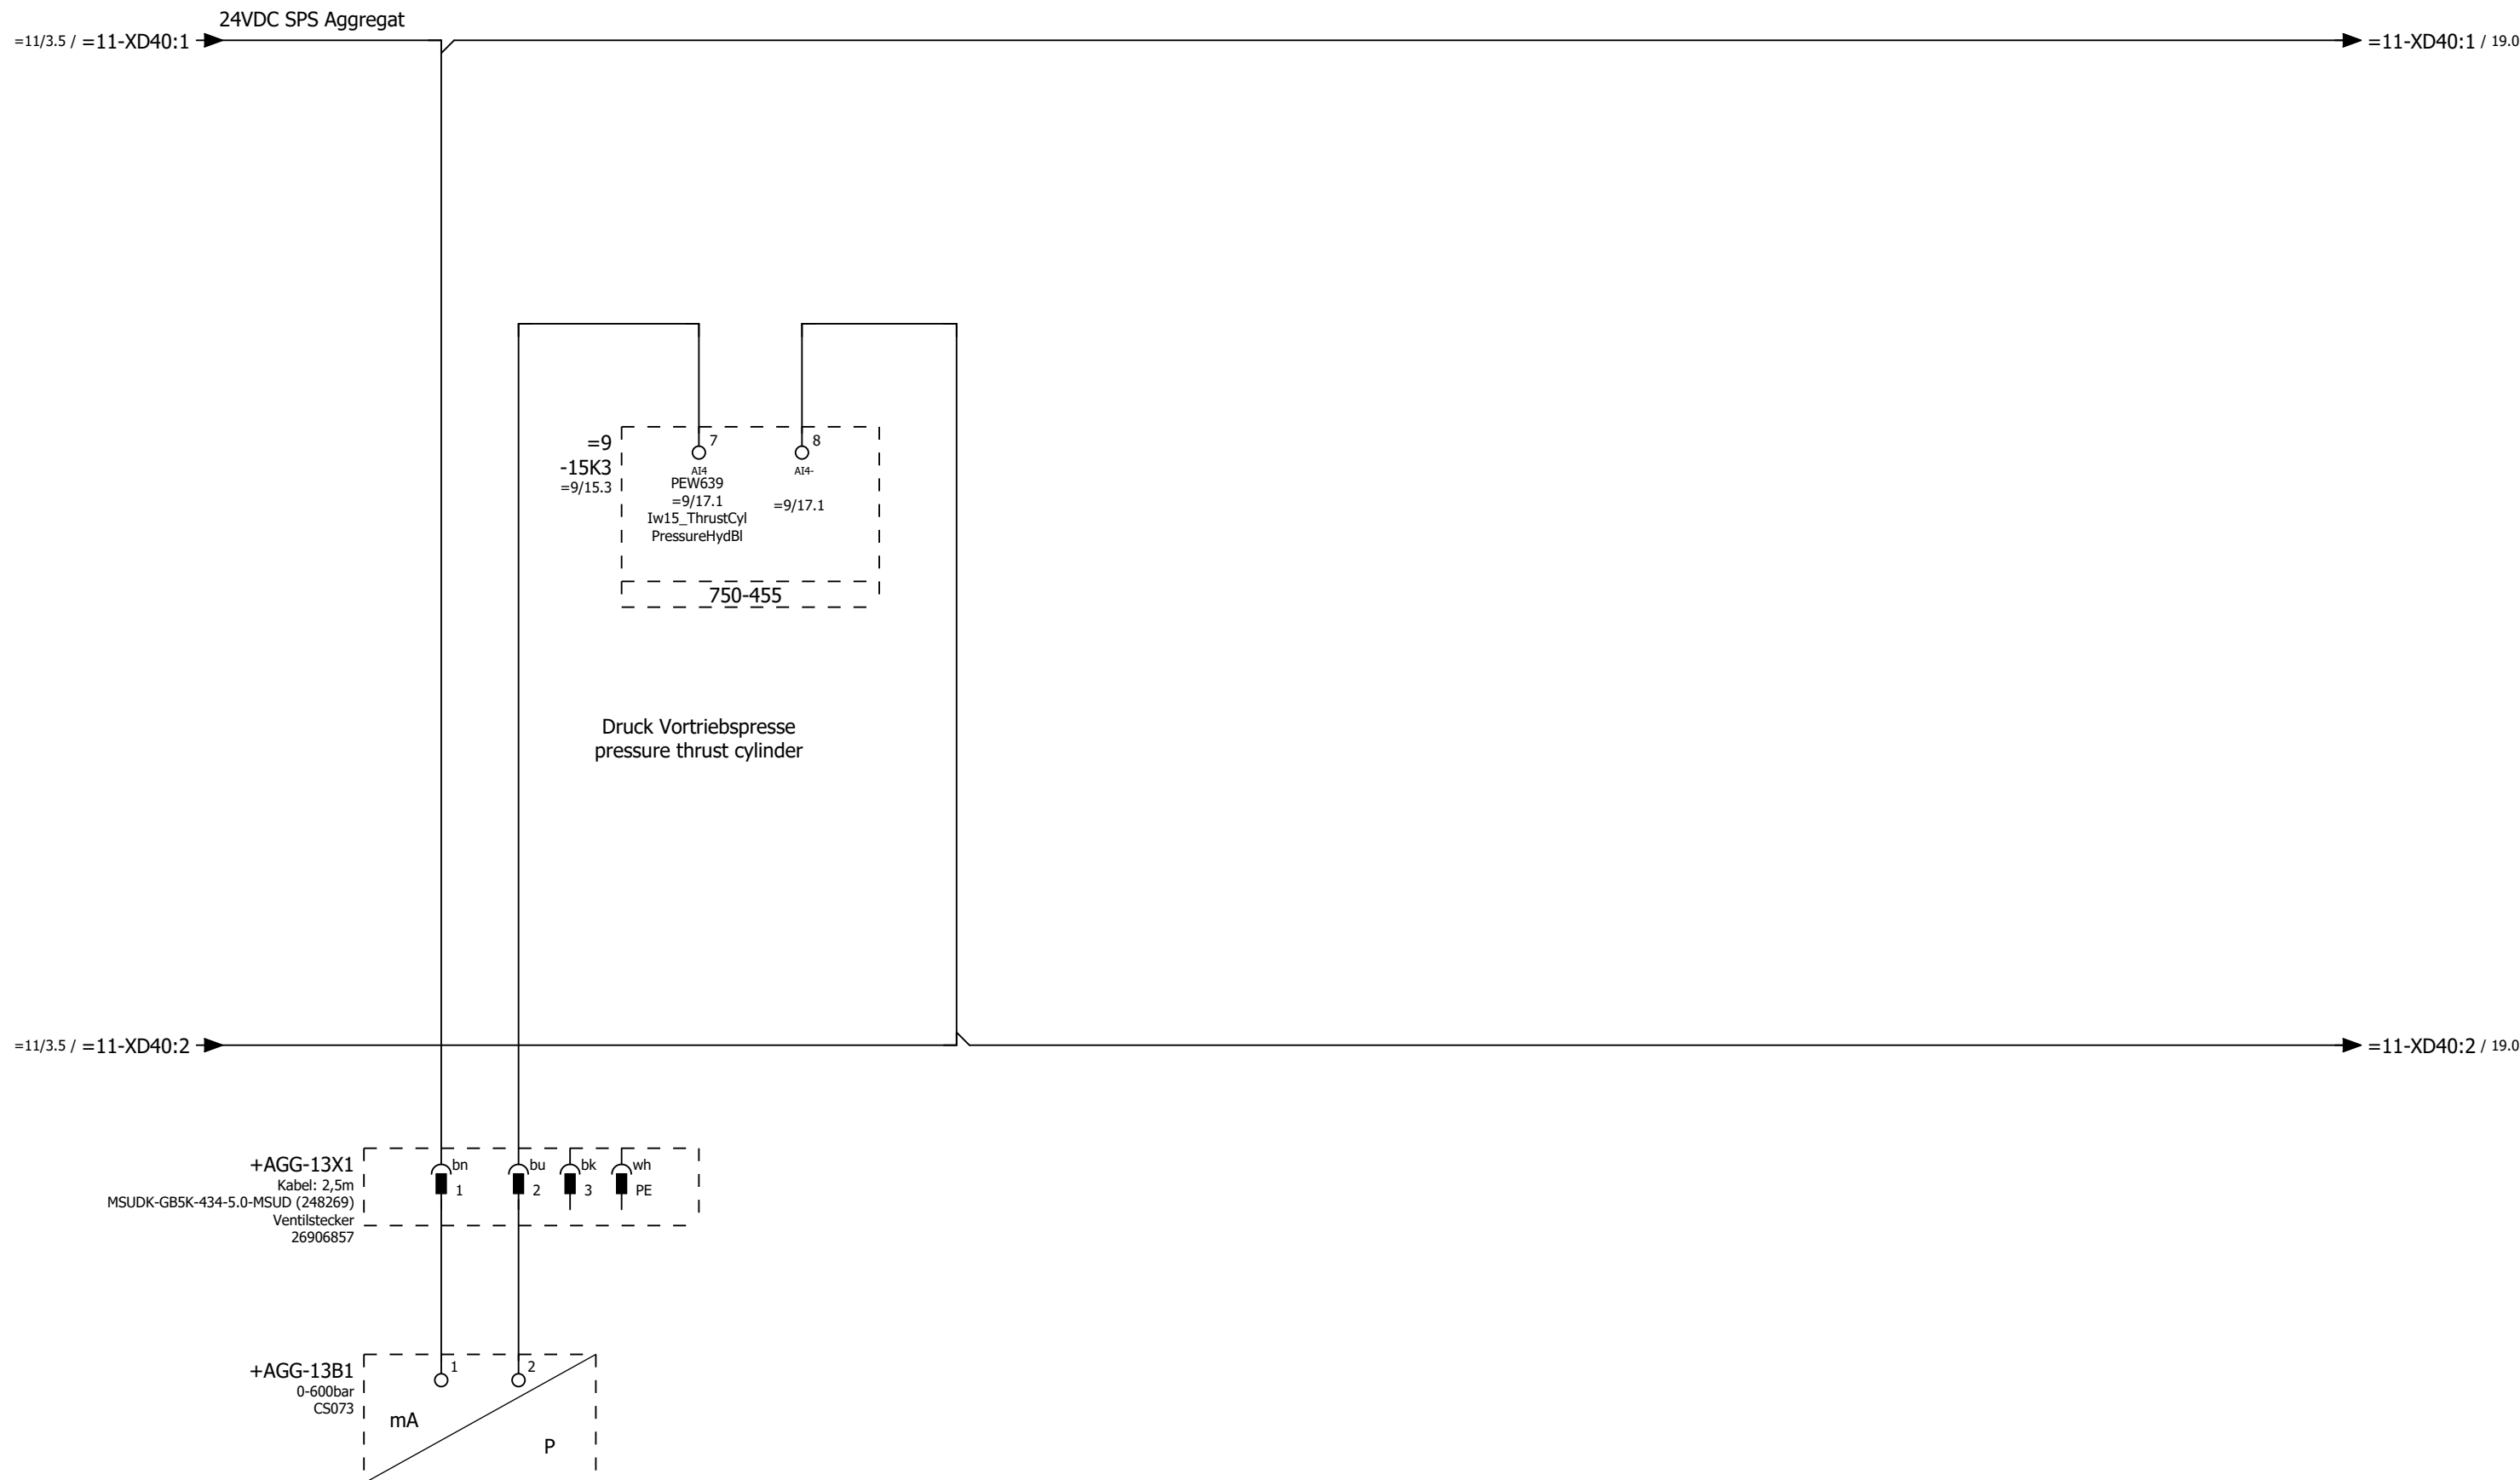 24VDC SPS Aggregat
=11/3.5 / =11-XD40:1
=11-XD40:1 / 19.0
=9
-15K3
=9/15.3
7
8
AI4
AI4-
PEW639
=9/17.1
=9/17.1
Iw15_ThrustCyl
PressureHydBl
750-455
Druck Vortriebspresse
pressure thrust cylinder
=11/3.5 / =11-XD40:2
=11-XD40:2 / 19.0
+AGG-13X1
Kabel: 2,5m
MSUDK-GB5K-434-5.0-MSUD (248269)
Ventilstecker
26906857
bn
bu
bk
wh
1
2
3
PE
+AGG-13B1
0-600bar
CS073
1
2
mA
P